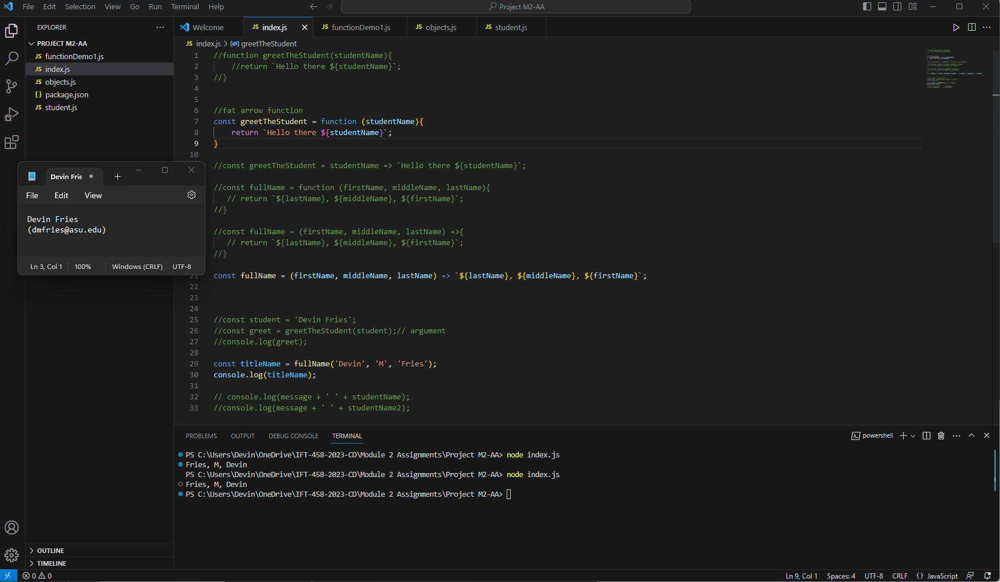 File Edit Selection View Go Run Terminal Help Project M2-AA
EXPLORER
PROJECT M2-AA
JS functionDemo1.js
JS index.js
JS objects.js
{} package.json
JS student.js
OUTLINE
TIMELINE
Welcome JS index.js JS functionDemo1.js JS objects.js JS student.js
JS index.js > greetTheStudent
1 //function greetTheStudent(studentName){
2 //return `Hello there ${studentName}`;
3 //}
4
5
6 //fat arrow function
7 const greetTheStudent = function (studentName){
8 return `Hello there ${studentName}`;
9 }
10
//const greetTheStudent = studentName => `Hello there ${studentName}`;
//const fullName = function (firstName, middleName, lastName){
// return `${lastName}, ${middleName}, ${firstName}`;
//}
//const fullName = (firstName, middleName, lastName) =>{
// return `${lastName}, ${middleName}, ${firstName}`;
//}
21 const fullName = (firstName, middleName, lastName) => `${lastName}, ${middleName}, ${firstName}`;
22
23
24
25 //const student = 'Devin Fries';
26 //const greet = greetTheStudent(student);// argument
27 //console.log(greet);
28
29 const titleName = fullName('Devin', 'M', 'Fries');
30 console.log(titleName);
31
32 // console.log(message + ' ' + studentName);
33 //console.log(message + ' ' + studentName2);
Devin Frie
File Edit View
Devin Fries
(dmfries@asu.edu)
Ln 3, Col 1 100% Windows (CRLF) UTF-8
PROBLEMS OUTPUT DEBUG CONSOLE TERMINAL powershell
PS C:\Users\Devin\OneDrive\IFT-458-2023-CD\Module 2 Assignments\Project M2-AA> node index.js
Fries, M, Devin
PS C:\Users\Devin\OneDrive\IFT-458-2023-CD\Module 2 Assignments\Project M2-AA> node index.js
Fries, M, Devin
PS C:\Users\Devin\OneDrive\IFT-458-2023-CD\Module 2 Assignments\Project M2-AA>
0 0 Ln 9, Col 1 Spaces: 4 UTF-8 CRLF {} JavaScript